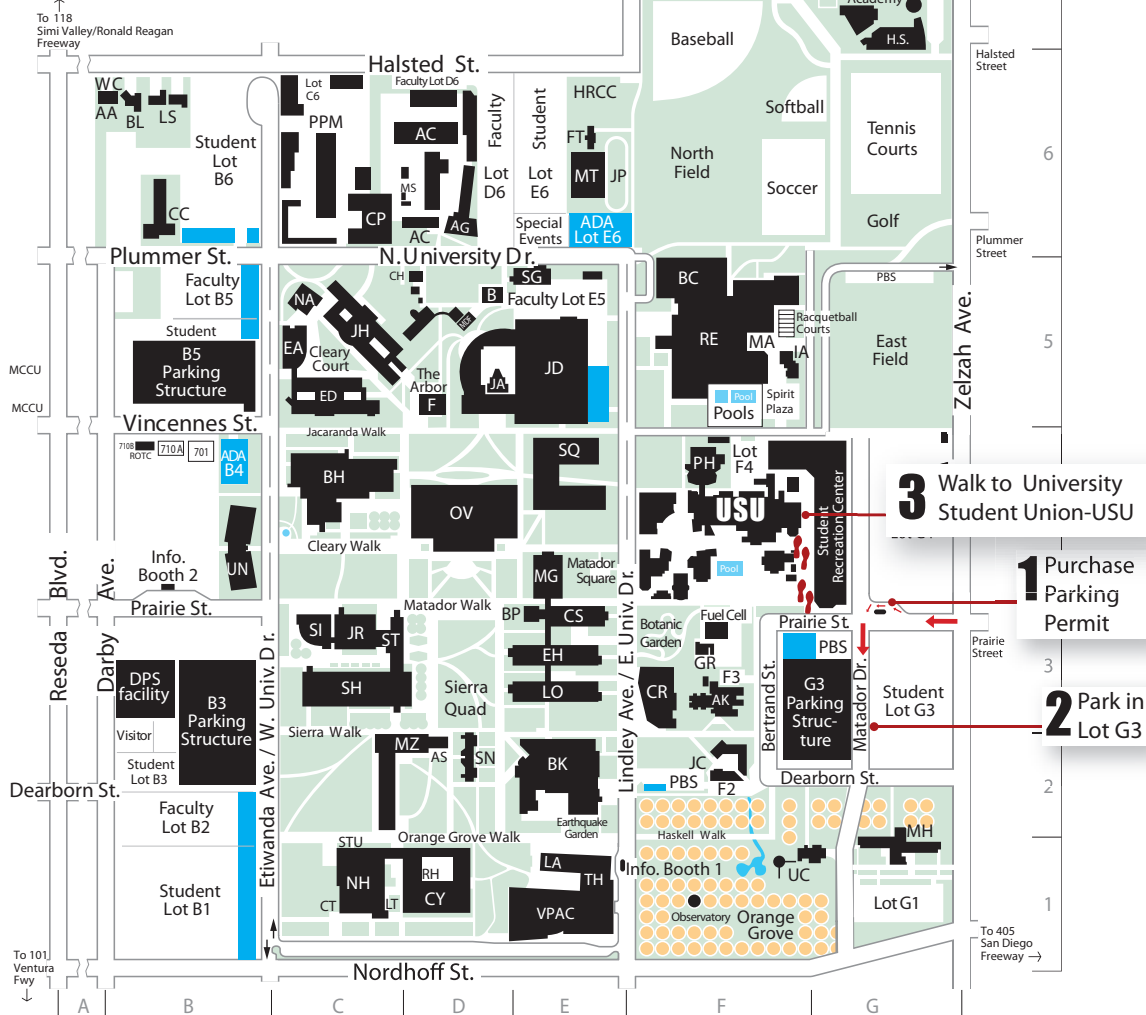 To 118
Simi Valley/Ronald Reagan
Freeway
Academy
H.S.
Baseball
Halsted
Street
Halsted St.
Lot
C6
Faculty Lot D6
WC
AA
BL
LS
PPM
AC
Faculty
Student
HRCC
FT
Softball
Tennis
Courts
Student
Lot
B6
North
Field
6
MS
Lot
D6
Lot
E6
MT
JP
Soccer
CC
CP
AC
AG
Special
Events
ADA
Lot E6
Golf
Plummer
Street
Plummer St.
N.University Dr.
CH
SG
BC
PBS
Faculty
Lot B5
NA
B
Faculty Lot E5
MDC
Racquetball
Courts
Student
JH
RE
MA
IA
East
Field
5
Zelzah Ave.
B5
Parking
Structure
EA
Cleary
Court
JD
MCCU
The
Arbor
JA
ED
F
Pool
Pools
Spirit
Plaza
MCCU
Vincennes St.
Jacaranda Walk
710B
ROTC
710A
701
ADA
B4
SQ
PH
Lot
F4
BH
OV
USU
Student
Recreation Center
3 Walk to University
Student Union-USU
Cleary Walk
Info.
Booth 2
UN
MG
Matador
Square
Pool
1 Purchase
Parking
Permit
Blvd.
Ave.
Prairie St.
Matador Walk
BP
CS
Fuel Cell
Botanic
Garden
Prairie St.
Prairie
Street
SI
JR
ST
EH
GR
PBS
3
Reseda
Darby
Etiwanda Ave. / W. Univ. Dr.
Lindley Ave. / E. Univ. Dr.
DPS
facility
B3
Parking
Structure
SH
Sierra
Quad
LO
CR
F3
AK
Bertrand St.
G3
Parking
Struc-
ture
Matador Dr.
Student
Lot G3
2 Park in
Lot G3
Visitor
Sierra Walk
MZ
AS
SN
BK
JC
Student
Lot B3
Dearborn St.
PBS
F2
Dearborn St.
2
Faculty
Lot B2
Earthquake
Garden
Haskell Walk
MH
STU
Orange Grove Walk
LA
TH
Info. Booth 1
UC
Student
Lot B1
NH
RH
CY
CT
LT
VPAC
Observatory
Orange
Grove
Lot G1
1
To 405
San Diego
Freeway
To 101
Ventura
Fwy
Nordhoff St.
A
B
C
D
E
F
G